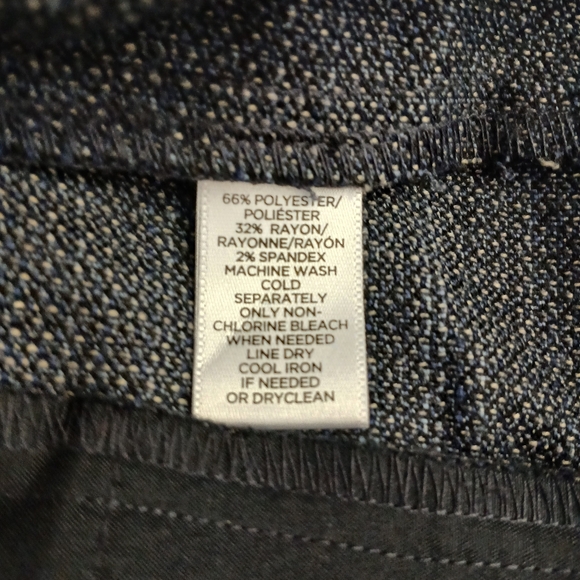 66% POLYESTER/
POLIÉSTER
32% RAYON/
RAYONNE/RAYÓN
2% SPANDEX
MACHINE WASH
COLD
SEPARATELY
ONLY NON-
CHLORINE BLEACH
WHEN NEEDED
LINE DRY
COOL IRON
IF NEEDED
OR DRYCLEAN